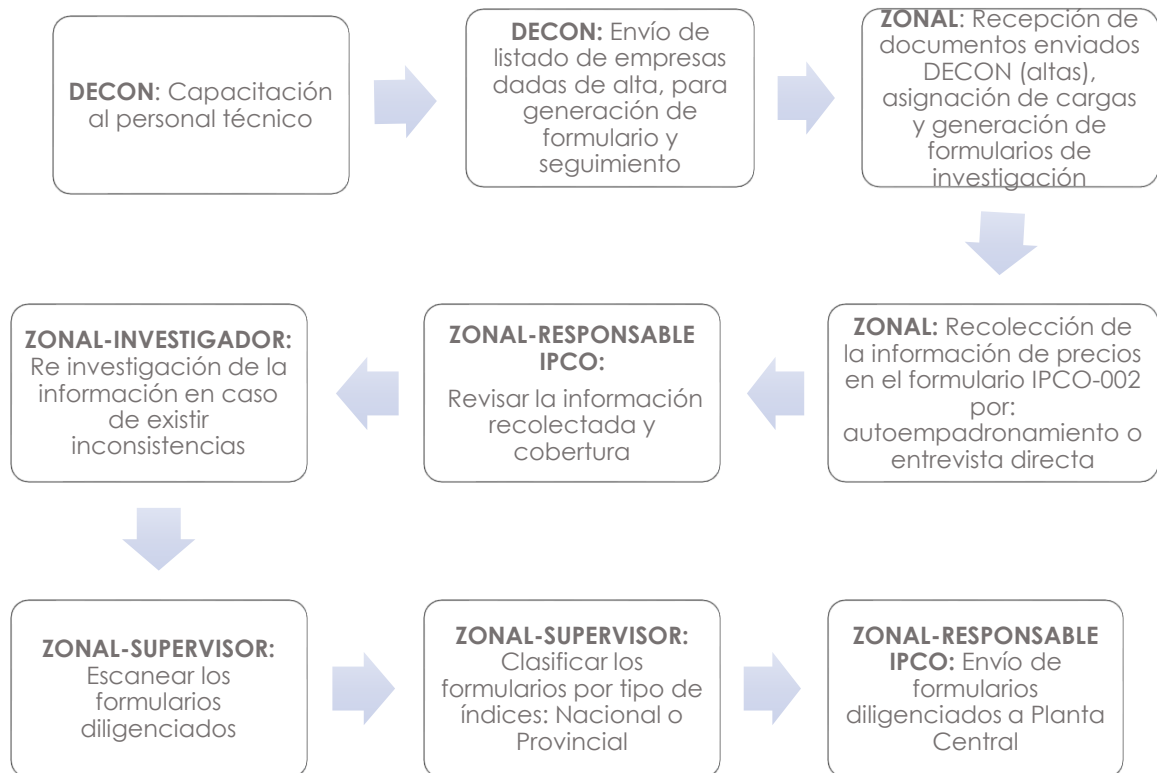 DECON: Capacitación
al personal técnico
DECON: Envío de
listado de empresas
dadas de alta, para
generación de
formulario y
seguimiento
ZONAL: Recepción de
documentos enviados
DECON (altas),
asignación de cargas
y generación de
formularios de
investigación
ZONAL: Recolección de
la información de precios
en el formulario IPCO-002
por:
autoempadronamiento o
entrevista directa
ZONAL-RESPONSABLE
IPCO:
Revisar la información
recolectada y
cobertura
ZONAL-INVESTIGADOR:
Re investigación de la
información en caso
de existir
inconsistencias
ZONAL-SUPERVISOR:
Escanear los
formularios
diligenciados
ZONAL-SUPERVISOR:
Clasificar los
formularios por tipo de
índices: Nacional o
Provincial
ZONAL-RESPONSABLE
IPCO: Envío de
formularios
diligenciados a Planta
Central